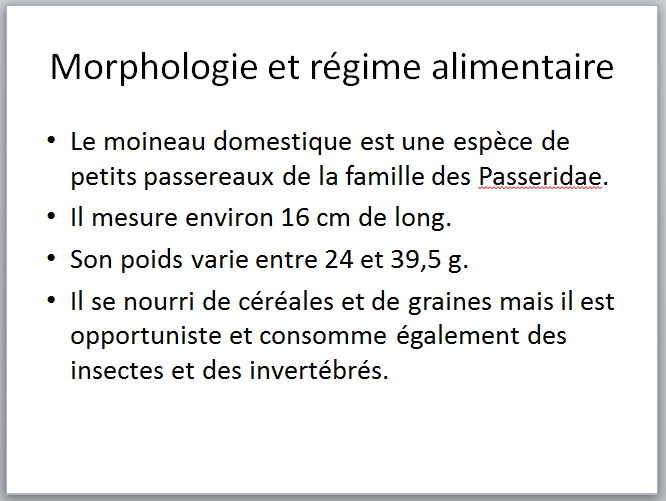 Morphologie et régime alimentaire
• Le moineau domestique est une espèce de
petits passereaux de la famille des Passeridae.
• Il mesure environ 16 cm de long.
• Son poids varie entre 24 et 39,5 g.
• Il se nourri de céréales et de graines mais il est
opportuniste et consomme également des
insectes et des invertébrés.